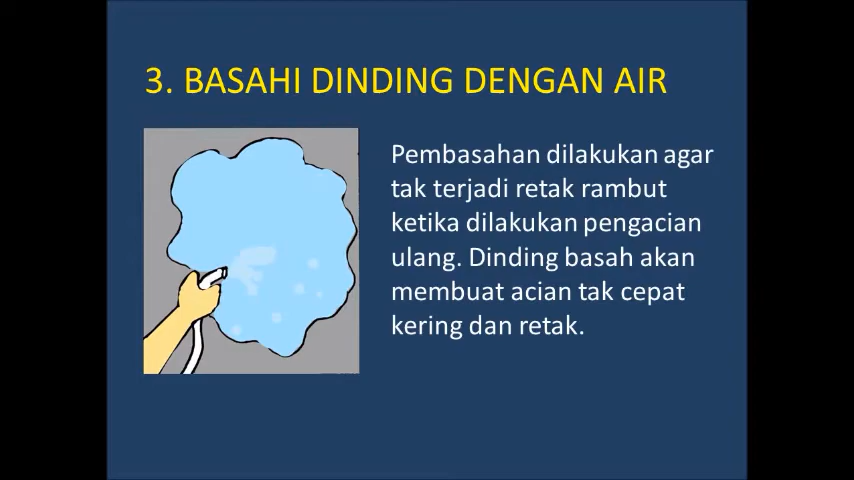 3. BASAHI DINDING DENGAN AIR
Pembasahan dilakukan agar
tak terjadi retak rambut
ketika dilakukan pengacian
ulang. Dinding basah akan
membuat acian tak cepat
kering dan retak.